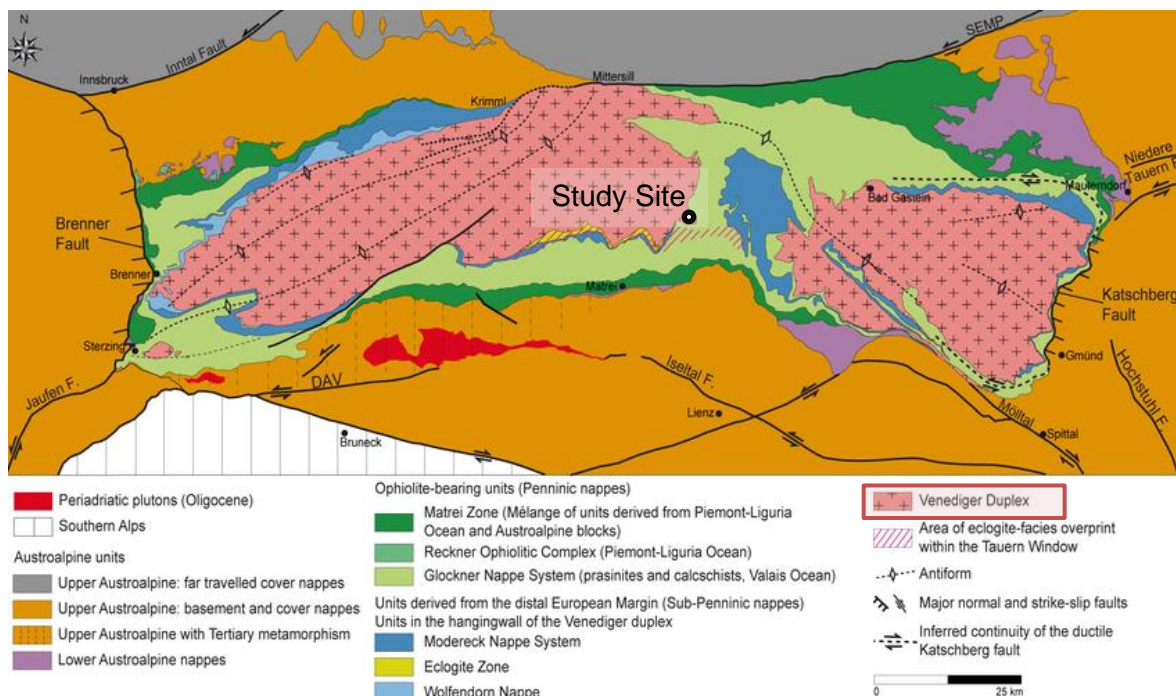 SEMP
Inntal Fault
N
Innsbruck
Mittersill
Krimml
Niedere
Tauern F.
Mauterndorf
Study Site
Bad Gastein
Brenner
Fault
Brenner
Matrei
Katschberg
Fault
Sterzing
Gmünd
Jaufen F.
DAV
Iseltal F.
Lienz
Mölltal
Hochstuhl F.
Spittal
Bruneck
Periadriatic plutons (Oligocene)
Southern Alps
Austroalpine units
Upper Austroalpine: far travelled cover nappes
Upper Austroalpine: basement and cover nappes
Upper Austroalpine with Tertiary metamorphism
Lower Austroalpine nappes
Ophiolite-bearing units (Penninic nappes)
Matrei Zone (Mélange of units derived from Piemont-Liguria
Ocean and Austroalpine blocks)
Reckner Ophiolitic Complex (Piemont-Liguria Ocean)
Glockner Nappe System (prasinites and calcschists, Valais Ocean)
Units derived from the distal European Margin (Sub-Penninic nappes)
Units in the hangingwall of the Venediger duplex
Modereck Nappe System
Eclogite Zone
Wolfendorn Nappe
Venediger Duplex
Area of eclogite-facies overprint
within the Tauern Window
Antiform
Major normal and strike-slip faults
Inferred continuity of the ductile
Katschberg fault
0 25 km